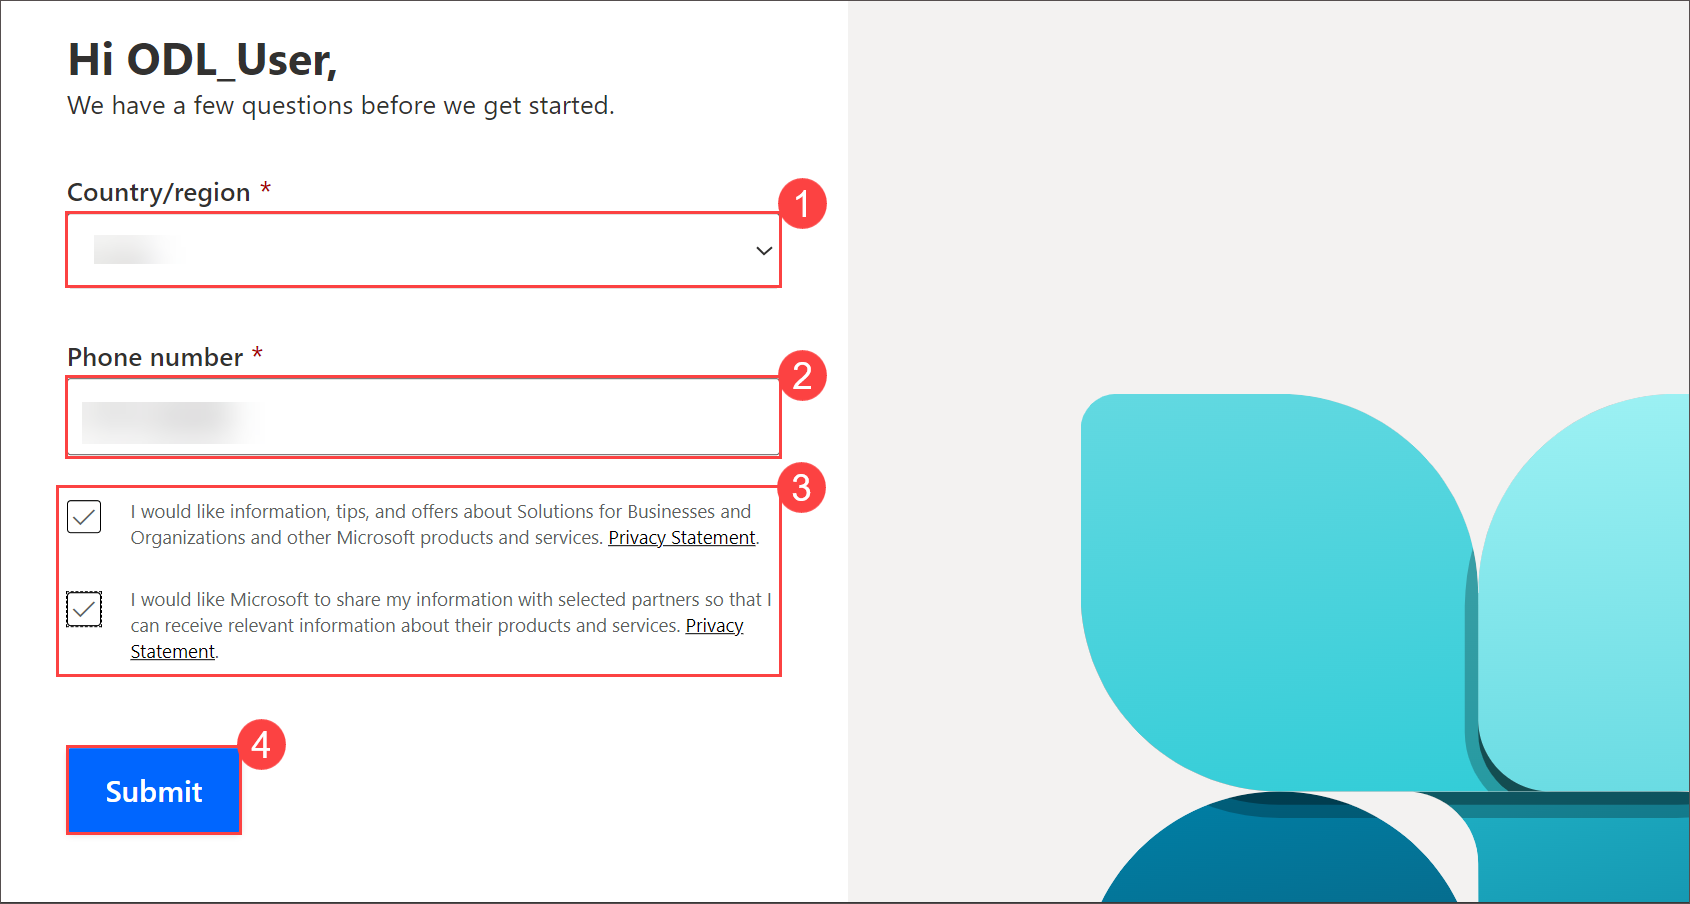 Hi ODL_User,
We have a few questions before we get started.
Country/region *
1
Phone number *
2
3
I would like information, tips, and offers about Solutions for Businesses and
Organizations and other Microsoft products and services. Privacy Statement.
I would like Microsoft to share my information with selected partners so that I
can receive relevant information about their products and services. Privacy
Statement.
4
Submit